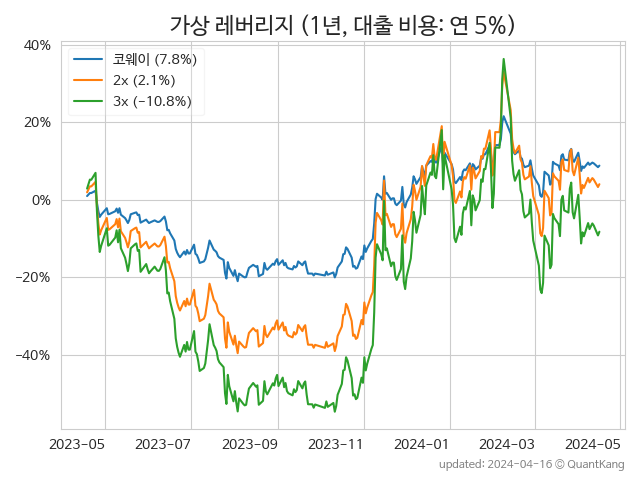 가상 레버리지 (1년, 대출 비용: 연 5%)
코웨이 (7.8%)
2x (2.1%)
3x (−10.8%)
40%
20%
0%
−20%
−40%
2023-05 2023-07 2023-09 2023-11 2024-01 2024-03 2024-05
updated: 2024-04-16 © QuantKang